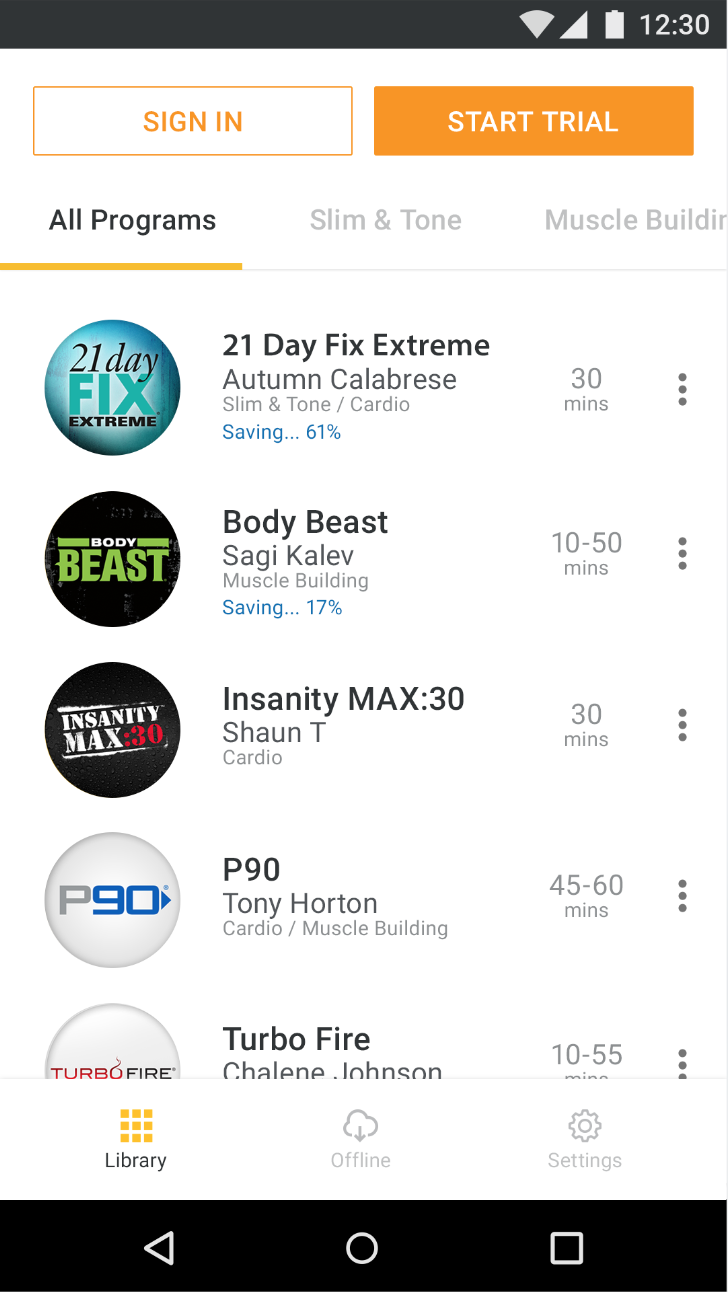 12:30
SIGN IN
START TRIAL
All Programs
Slim & Tone
Muscle Buildin
21 day
FIX
EXTREME
21 Day Fix Extreme
Autumn Calabrese
Slim & Tone / Cardio
Saving... 61%
30
mins
BODY
BEAST
Body Beast
Sagi Kalev
Muscle Building
Saving... 17%
10-50
mins
INSANITY
MAX:30
Insanity MAX:30
Shaun T
Cardio
30
mins
P90®
P90
Tony Horton
Cardio / Muscle Building
45-60
mins
TURBO FIRE®
Turbo Fire
Chalene Johnson
10-55
mins
Library
Offline
Settings